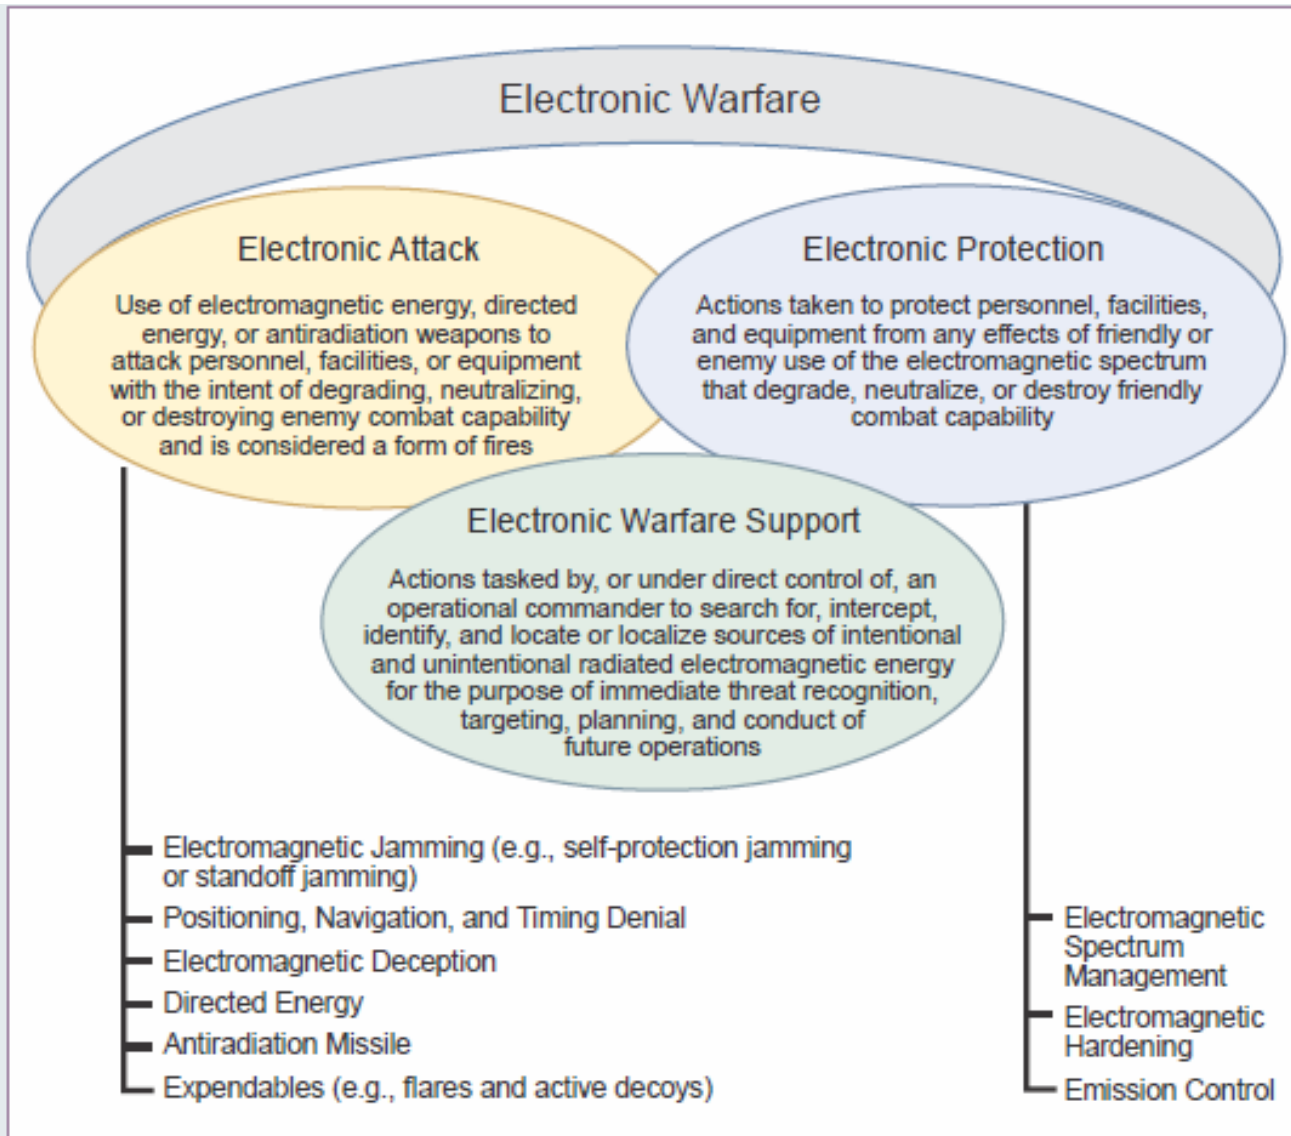 Electronic Warfare
Electronic Attack
Use of electromagnetic energy, directed
energy, or antiradiation weapons to
attack personnel, facilities, or equipment
with the intent of degrading, neutralizing,
or destroying enemy combat capability
and is considered a form of fires
Electronic Protection
Actions taken to protect personnel, facilities,
and equipment from any effects of friendly or
enemy use of the electromagnetic spectrum
that degrade, neutralize, or destroy friendly
combat capability
Electronic Warfare Support
Actions tasked by, or under direct control of, an
operational commander to search for, intercept,
identify, and locate or localize sources of intentional
and unintentional radiated electromagnetic energy
for the purpose of immediate threat recognition,
targeting, planning, and conduct of
future operations
Electromagnetic Jamming (e.g., self-protection jamming
or standoff jamming)
Positioning, Navigation, and Timing Denial
Electromagnetic Deception
Directed Energy
Antiradiation Missile
Expendables (e.g., flares and active decoys)
Electromagnetic
Spectrum
Management
Electromagnetic
Hardening
Emission Control